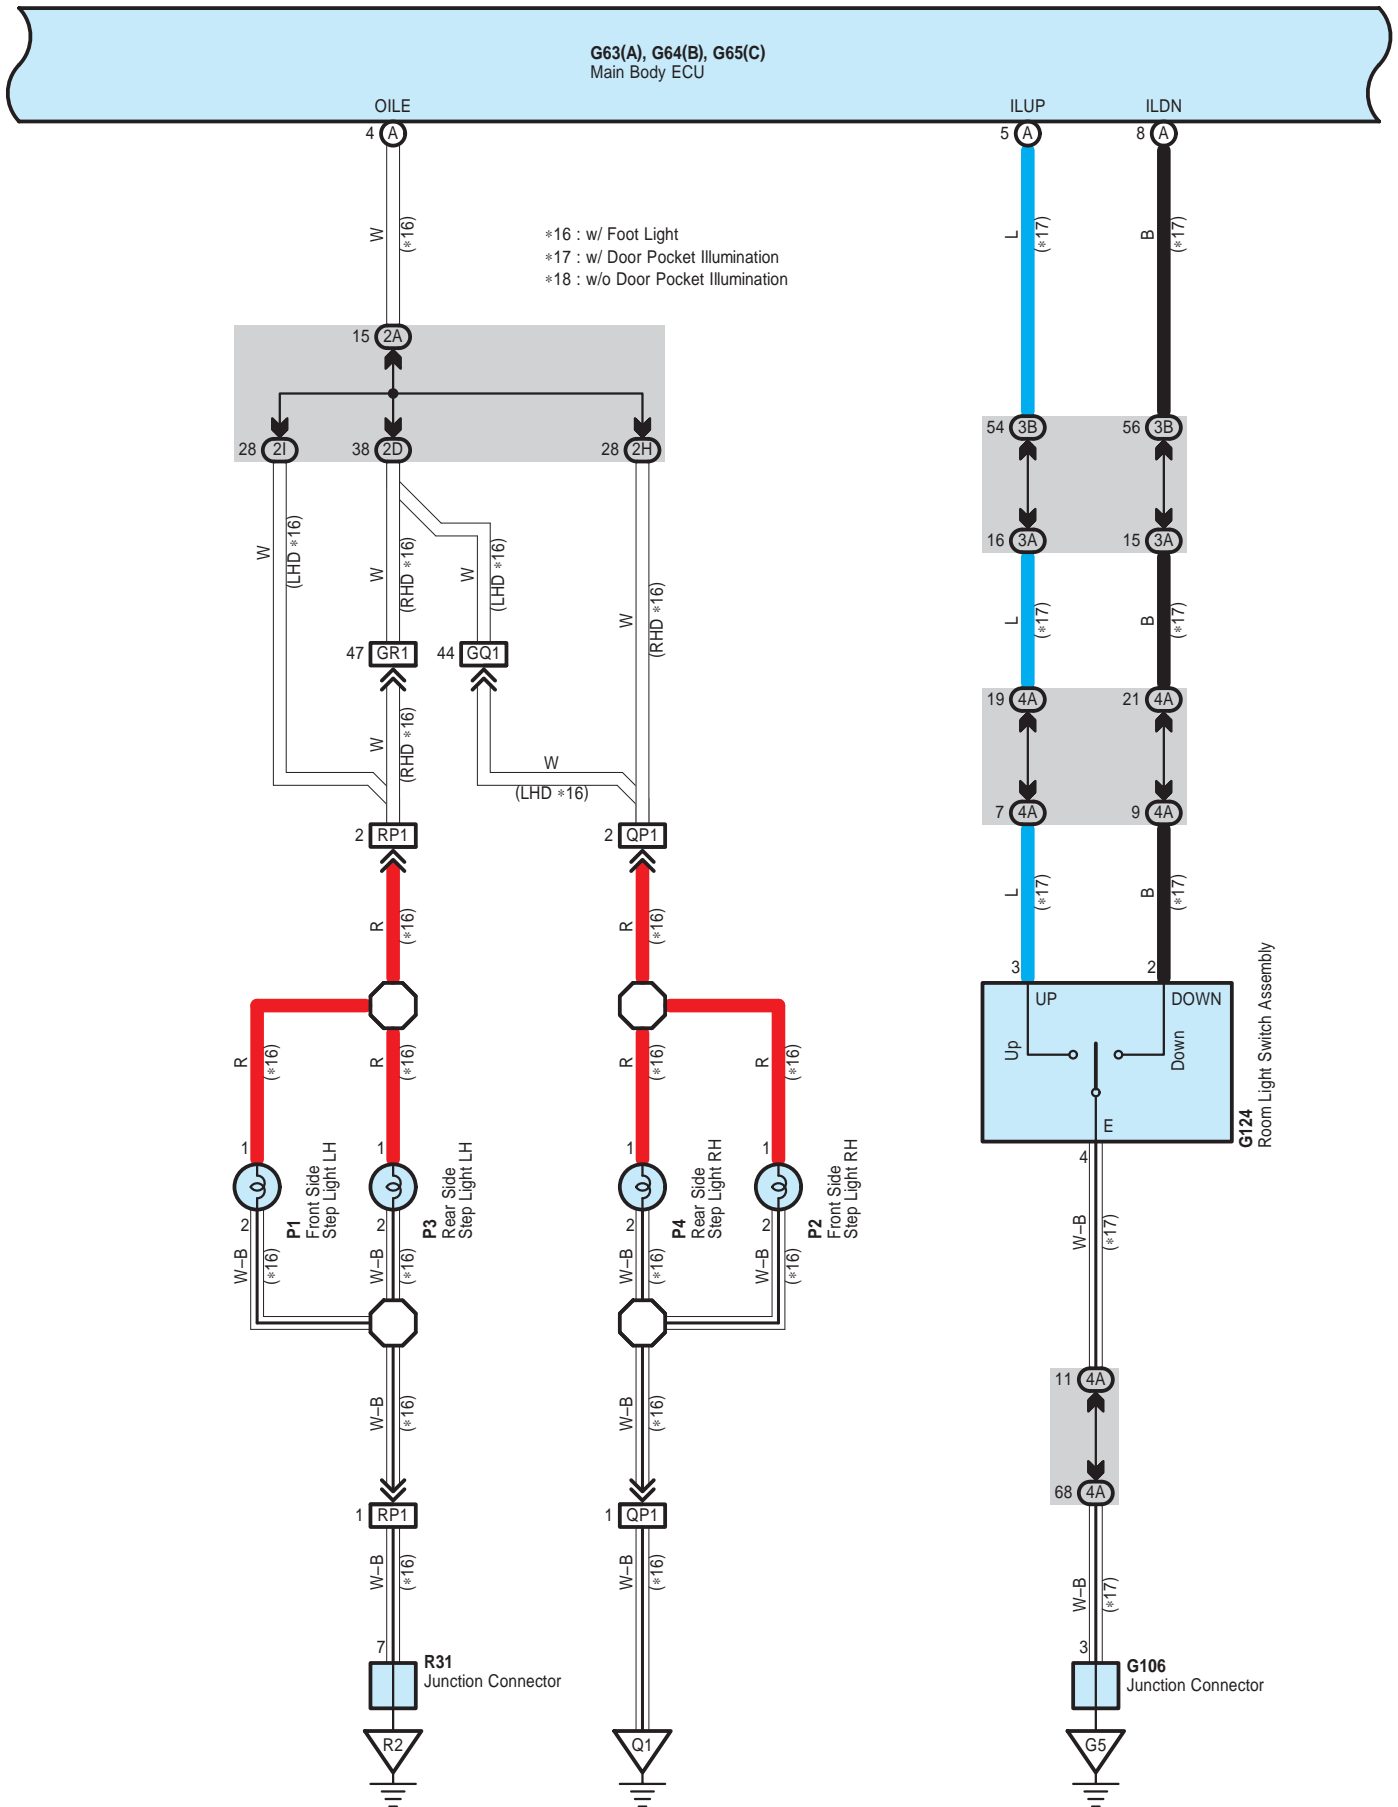 G63(A), G64(B), G65(C)
Main Body ECU
OILE
ILUP
ILDN
4 A
5 A
8 A
W
(*16)
L
(*17)
B
(*17)
*16 : w/ Foot Light
*17 : w/ Door Pocket Illumination
*18 : w/o Door Pocket Illumination
15 2A
28 2I
38 2D
28 2H
54 3B
56 3B
16 3A
15 3A
W
(LHD *16)
W
(RHD *16)
W
(LHD *16)
W
(RHD *16)
L
(*17)
B
(*17)
47 GR1
44 GQ1
19 4A
21 4A
W
(RHD *16)
W
(LHD *16)
7 4A
9 4A
2 RP1
2 QP1
R
(*16)
R
(*16)
L
(*17)
B
(*17)
3
2
UP
DOWN
Up
Down
E
G124
Room Light Switch Assembly
R
(*16)
R
(*16)
R
(*16)
R
(*16)
1
1
1
1
P1
Front Side
Step Light LH
P3
Rear Side
Step Light LH
P4
Rear Side
Step Light RH
P2
Front Side
Step Light RH
2
2
2
2
4
W–B
(*16)
W–B
(*16)
W–B
(*16)
W–B
(*16)
W–B
(*17)
11 4A
W–B
(*16)
W–B
(*16)
68 4A
1 RP1
1 QP1
W–B
(*16)
W–B
(*16)
W–B
(*17)
7
R31
Junction Connector
3
G106
Junction Connector
R2
Q1
G5